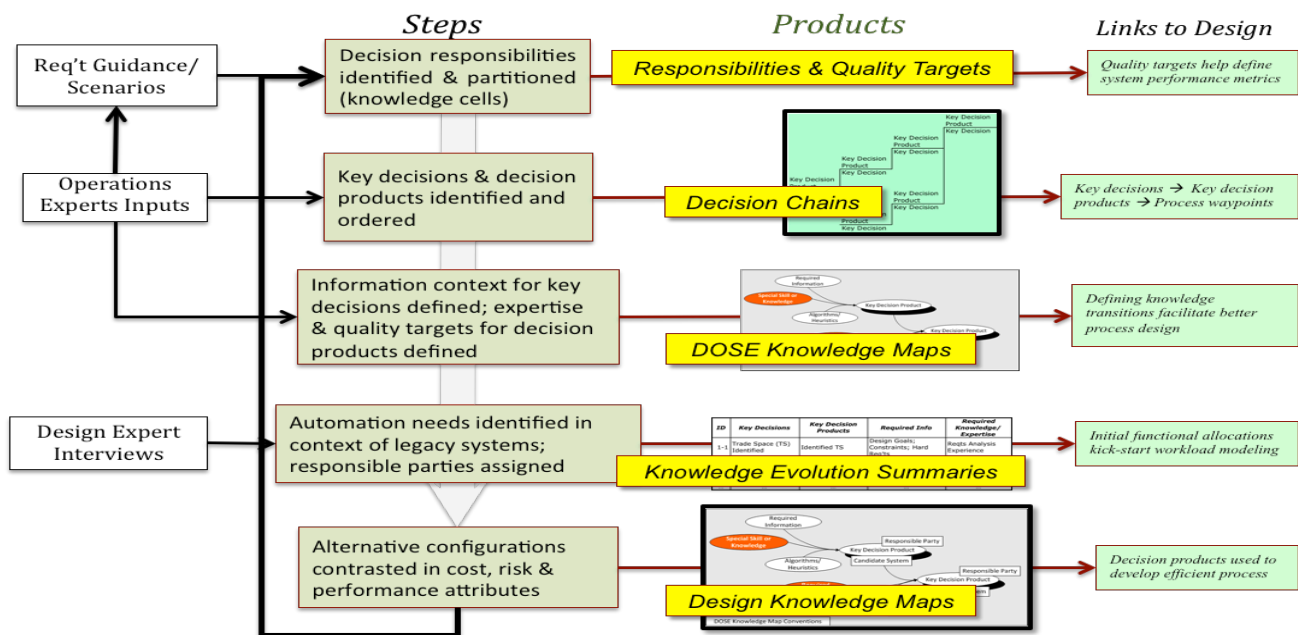 Steps
Products
Links to Design
Req't Guidance/
Scenarios
Decision responsibilities
identified & partitioned
(knowledge cells)
Responsibilities & Quality Targets
Quality targets help define
system performance metrics
Operations
Experts Inputs
Key decisions & decision
products identified and
ordered
Key Decision
Product
Key Decision
Key Decision
Product
Key Decision
Key Decision
Product
Key Decision
Key Decision
Key Decision
Product
Key Decision
Key Decision
Decision Chains
Key decisions → Key decision
products → Process waypoints
Information context for key
decisions defined; expertise
& quality targets for decision
products defined
Required
Information
Special Skill or
Knowledge
Algorithms/
Heuristics
Key Decision Product
Key Decision Product
DOSE Knowledge Maps
Defining knowledge
transitions facilitate better
process design
Design Expert
Interviews
Automation needs identified in
context of legacy systems;
responsible parties assigned
ID
Key Decisions
Key Decision
Products
Required Info
Required
Knowledge/
Expertise
1-1
Trade Space (TS)
Identified
Identified TS
Design Goals;
Constraints; Hard
Req'ts
Reqts Analysis
Experience
Knowledge Evolution Summaries
Initial functional allocations
kick-start workload modeling
Alternative configurations
contrasted in cost, risk &
performance attributes
Required
Information
Special Skill or
Knowledge
Algorithms/
Heuristics
Responsible Party
Key Decision Product
Candidate System
Responsible Party
Key Decision Product
Design Knowledge Maps
DOSE Knowledge Map Conventions
Decision products used to
develop efficient process